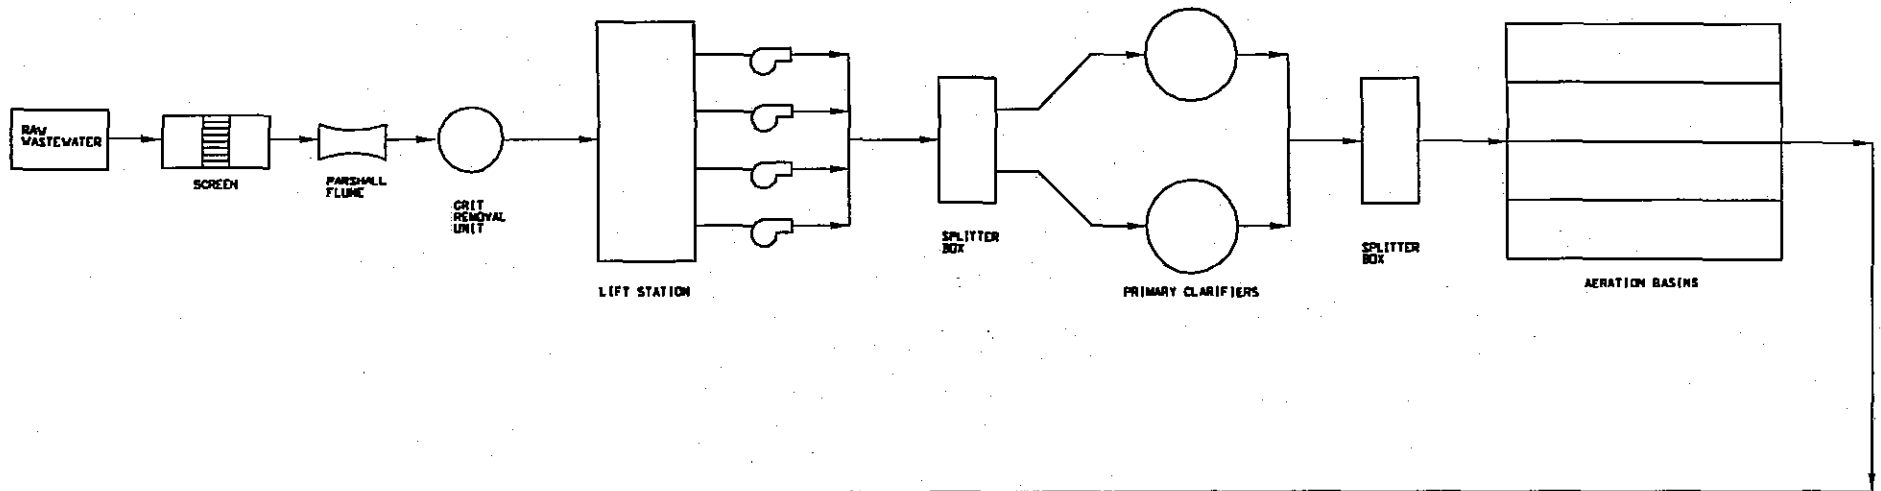 RAW
WASTEWATER
SCREEN
PARSHALL
FLUME
GRIT
REMOVAL
UNIT
LIFT STATION
SPLITTER
BOX
PRIMARY CLARIFIERS
SPLITTER
BOX
AERATION BASINS